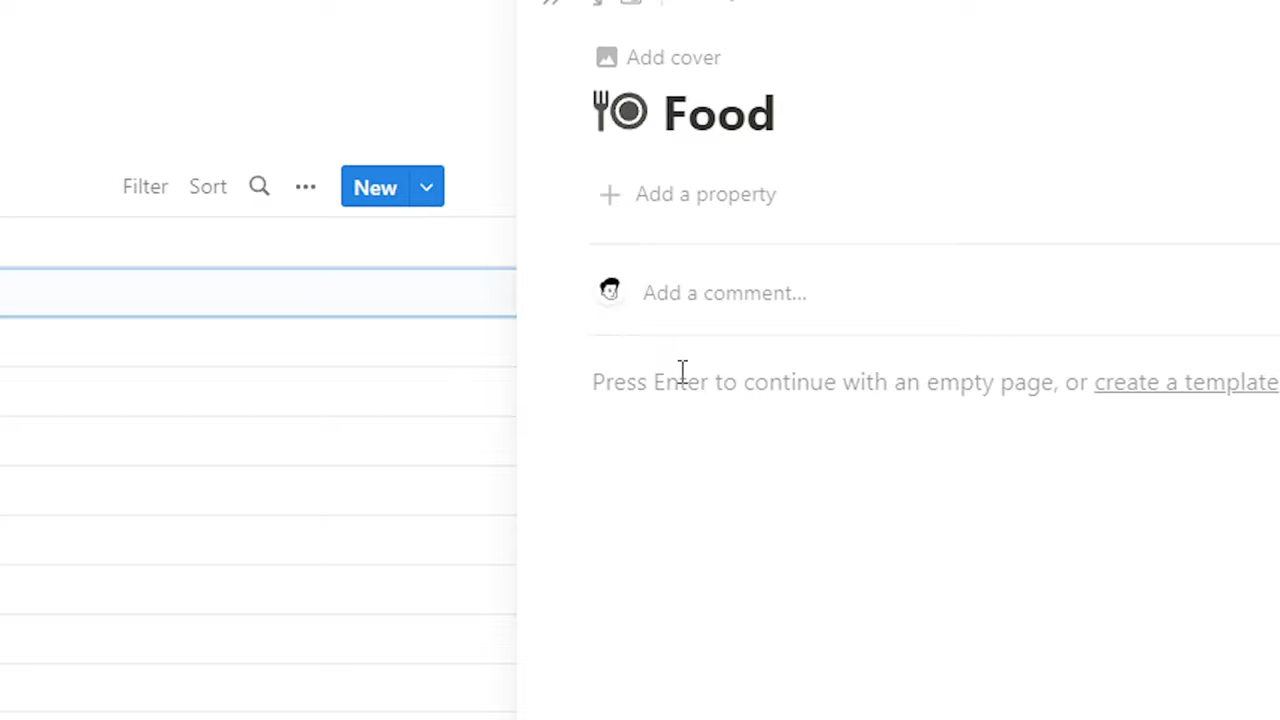 Add cover
Food
Filter Sort New
Add a property
Add a comment...
Press Enter to continue with an empty page, or create a template